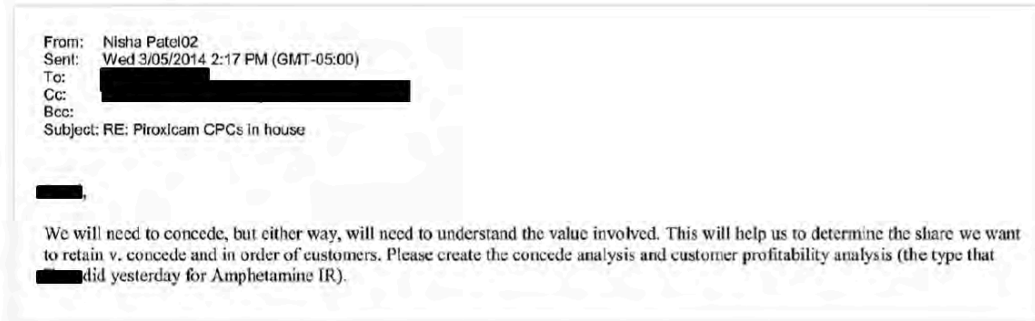 From: Nisha Patel02
Sent: Wed 3/05/2014 2:17 PM (GMT-05:00)
To:
Cc:
Bcc:
Subject: RE: Piroxicam CPCs in house
,
We will need to concede, but either way, will need to understand the value involved. This will help us to determine the share we want
to retain v. concede and in order of customers. Please create the concede analysis and customer profitability analysis (the type that
did yesterday for Amphetamine IR).